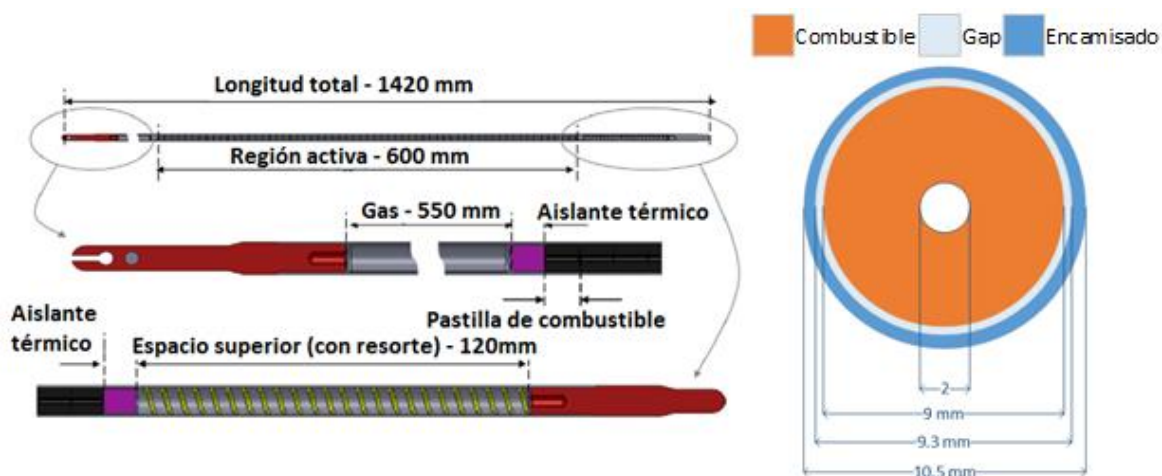 Combustible Gap Encamisado
Longitud total - 1420 mm
Región activa - 600 mm
Gas - 550 mm Aislante térmico
Pastilla de combustible
Aislante
térmico
Espacio superior (con resorte) - 120mm
2
9 mm
9.3 mm
10.5 mm